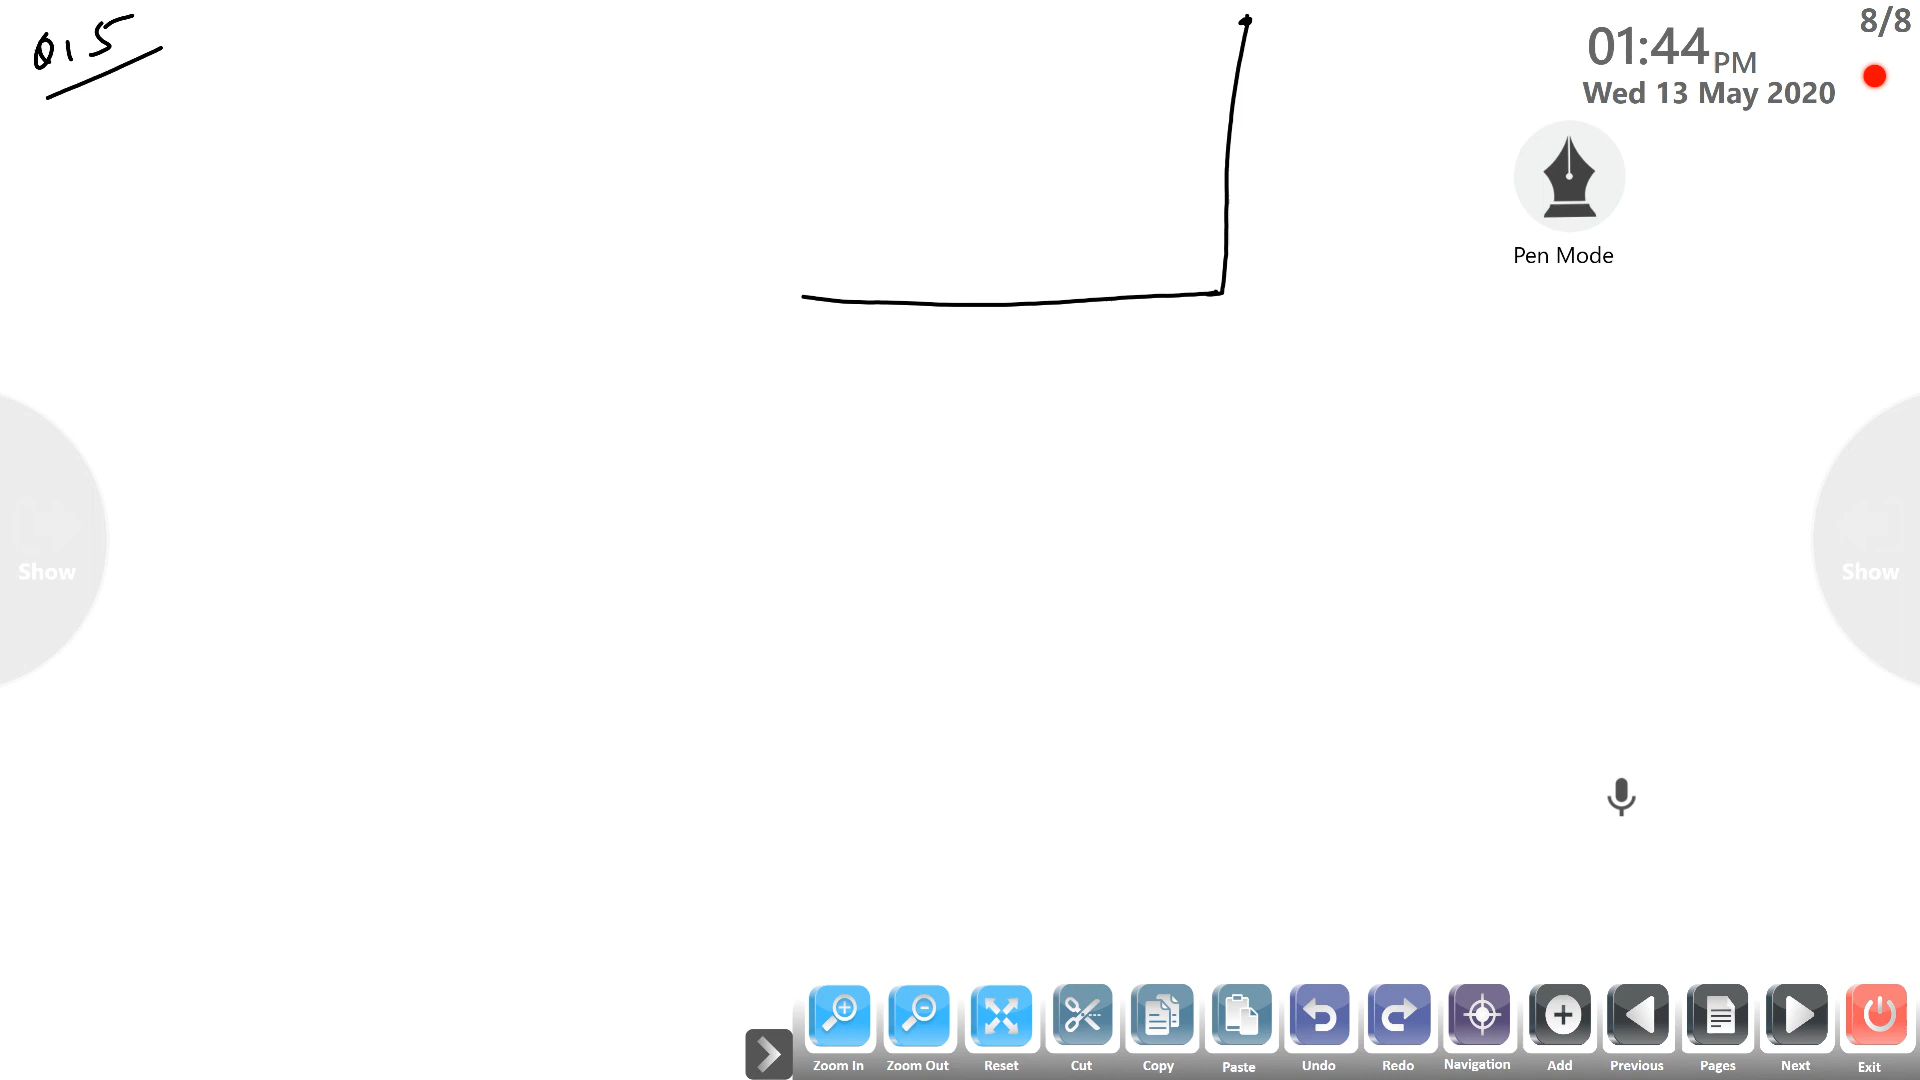 Q15
8/8
01:44 PM
Wed 13 May 2020
Pen Mode
Show
Show
Zoom In Zoom Out Reset Cut Copy Paste Undo Redo Navigation Add Previous Pages Next Exit